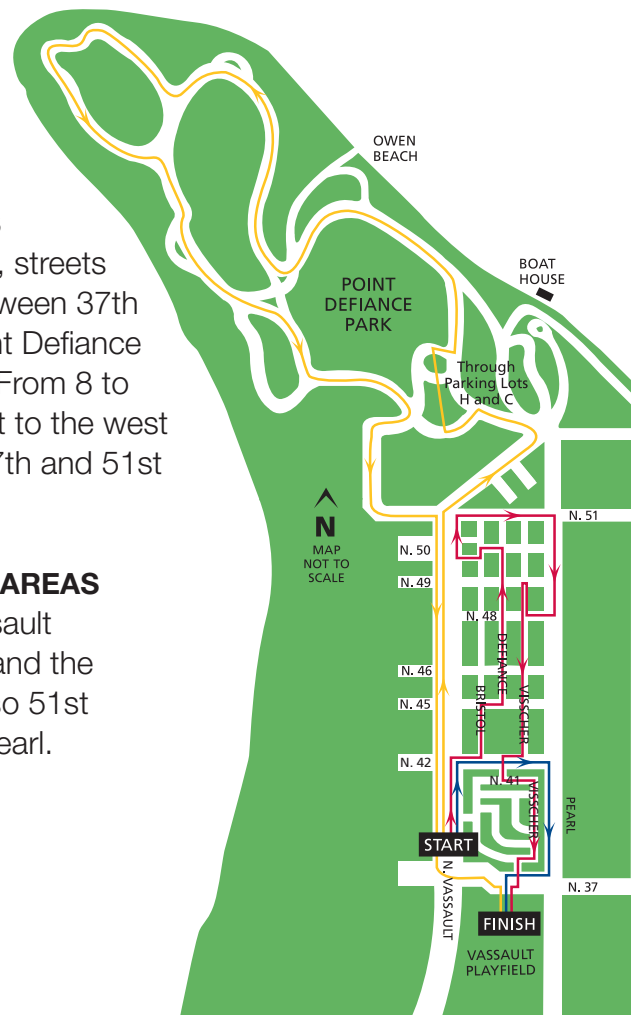 , streets
ween 37th
nt Defiance
From 8 to
t to the west
7th and 51st
AREAS
sault
and the
so 51st
earl.
OWEN
BEACH
BOAT
HOUSE
POINT
DEFIANCE
PARK
Through
Parking Lots
H and C
N
MAP
NOT TO
SCALE
N. 51
N. 50
N. 49
N. 48
N. 46
N. 45
N. 42
N. 41
DEFIANCE
BRISTOL
VISSCHER
VISSCHER
PEARL
START
N. VASSAULT
N. 37
FINISH
VASSAULT
PLAYFIELD